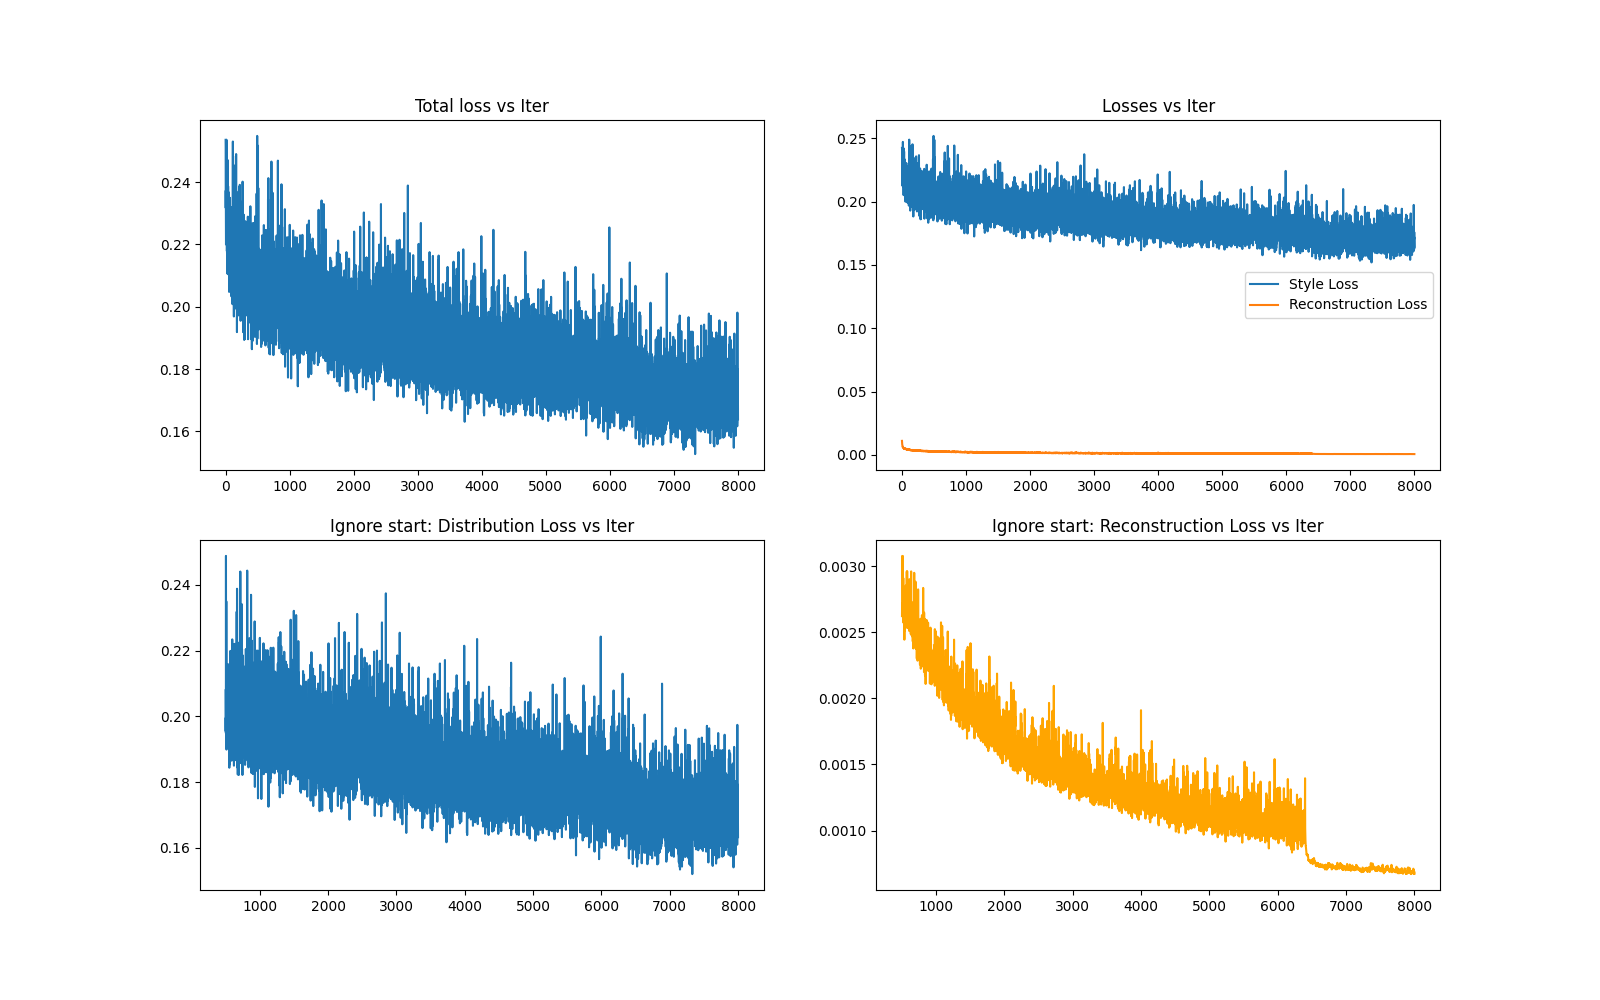 Total loss vs Iter
0.24
0.22
0.20
0.18
0.16
0 1000 2000 3000 4000 5000 6000 7000 8000
Losses vs Iter
0.25
0.20
0.15
0.10
0.05
0.00
Style Loss
Reconstruction Loss
0 1000 2000 3000 4000 5000 6000 7000 8000
Ignore start: Distribution Loss vs Iter
0.24
0.22
0.20
0.18
0.16
1000 2000 3000 4000 5000 6000 7000 8000
Ignore start: Reconstruction Loss vs Iter
0.0030
0.0025
0.0020
0.0015
0.0010
1000 2000 3000 4000 5000 6000 7000 8000